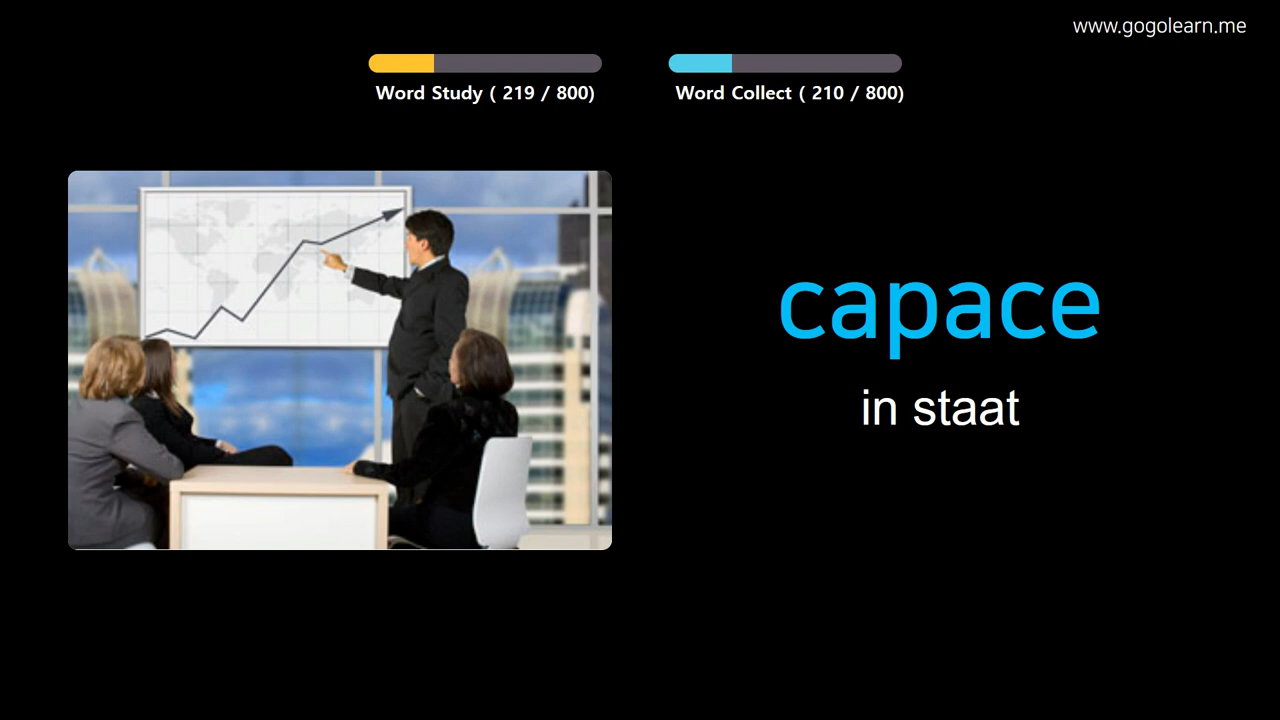 www.gogolearn.me
Word Study ( 219 / 800)
Word Collect ( 210 / 800)
capace
in staat